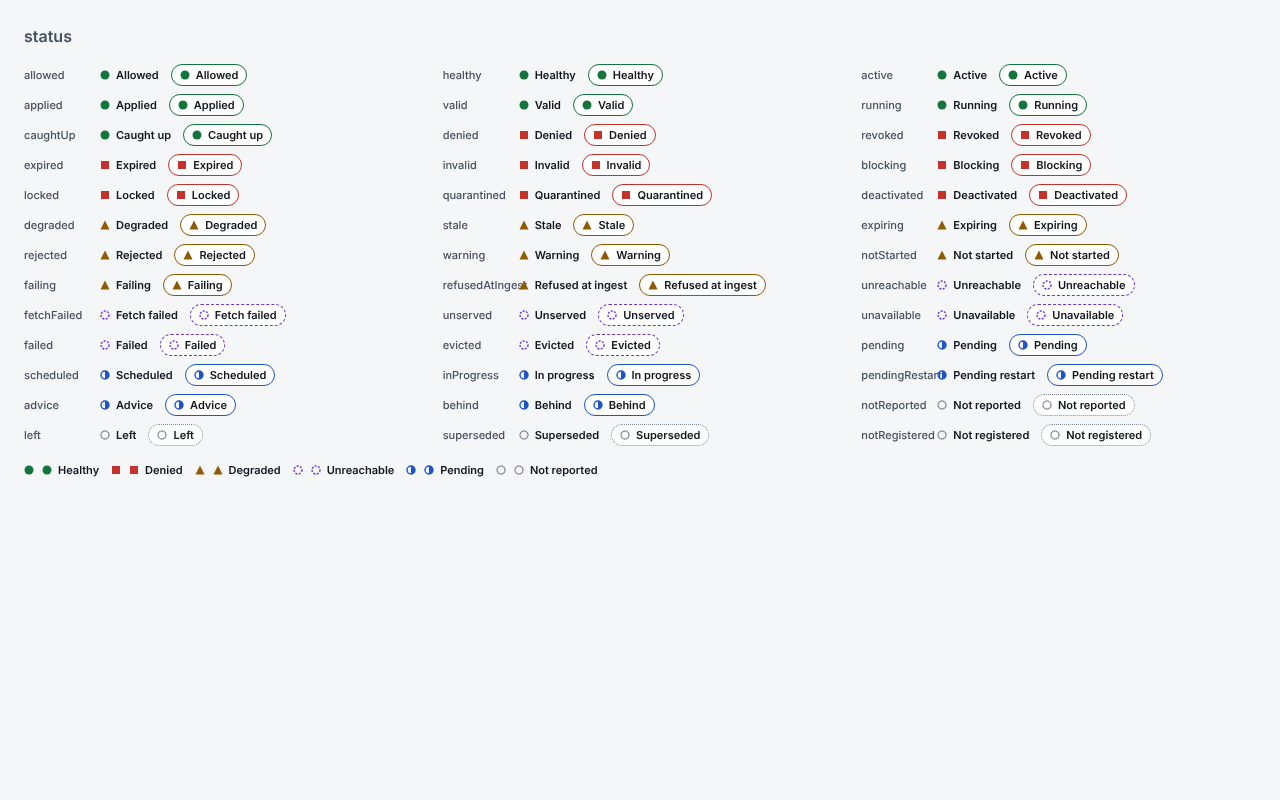 status
allowed Allowed Allowed healthy Healthy Healthy active Active Active
applied Applied Applied valid Valid Valid running Running Running
caughtUp Caught up Caught up denied Denied Denied revoked Revoked Revoked
expired Expired Expired invalid Invalid Invalid blocking Blocking Blocking
locked Locked Locked quarantined Quarantined Quarantined deactivated Deactivated Deactivated
degraded Degraded Degraded stale Stale Stale expiring Expiring Expiring
rejected Rejected Rejected warning Warning Warning notStarted Not started Not started
failing Failing Failing refusedAtInges Refused at ingest Refused at ingest unreachable Unreachable Unreachable
fetchFailed Fetch failed Fetch failed unserved Unserved Unserved unavailable Unavailable Unavailable
failed Failed Failed evicted Evicted Evicted pending Pending Pending
scheduled Scheduled Scheduled inProgress In progress In progress pendingRestar Pending restart Pending restart
advice Advice Advice behind Behind Behind notReported Not reported Not reported
left Left Left superseded Superseded Superseded notRegistered Not registered Not registered
Healthy Denied Degraded Unreachable Pending Not reported